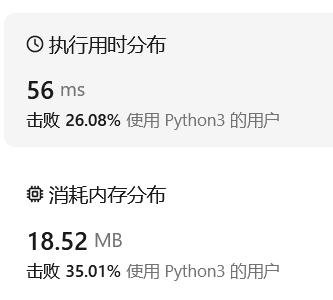 执行用时分布
56 ms
击败 26.08% 使用 Python3 的用户
消耗内存分布
18.52 MB
击败 35.01% 使用 Python3 的用户